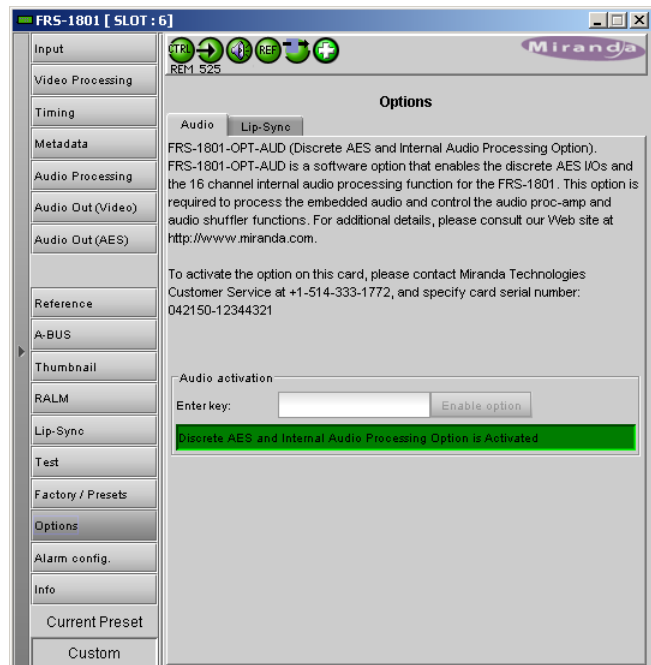 FRS-1801 [ SLOT : 6]
Input
Video Processing
Timing
Metadata
Audio Processing
Audio Out (Video)
Audio Out (AES)
Reference
A-BUS
Thumbnail
RALM
Lip-Sync
Test
Factory / Presets
Options
Alarm config.
Info
Current Preset
Custom
CTRL
REF
REM 525
Miranda
Options
Audio
Lip-Sync
FRS-1801-OPT-AUD (Discrete AES and Internal Audio Processing Option).
FRS-1801-OPT-AUD is a software option that enables the discrete AES I/Os and
the 16 channel internal audio processing function for the FRS-1801. This option is
required to process the embedded audio and control the audio proc-amp and
audio shuffler functions. For additional details, please consult our Web site at
http://www.miranda.com.
To activate the option on this card, please contact Miranda Technologies
Customer Service at +1-514-333-1772, and specify card serial number:
042150-12344321
Audio activation
Enter key:
Enable option
Discrete AES and Internal Audio Processing Option is Activated